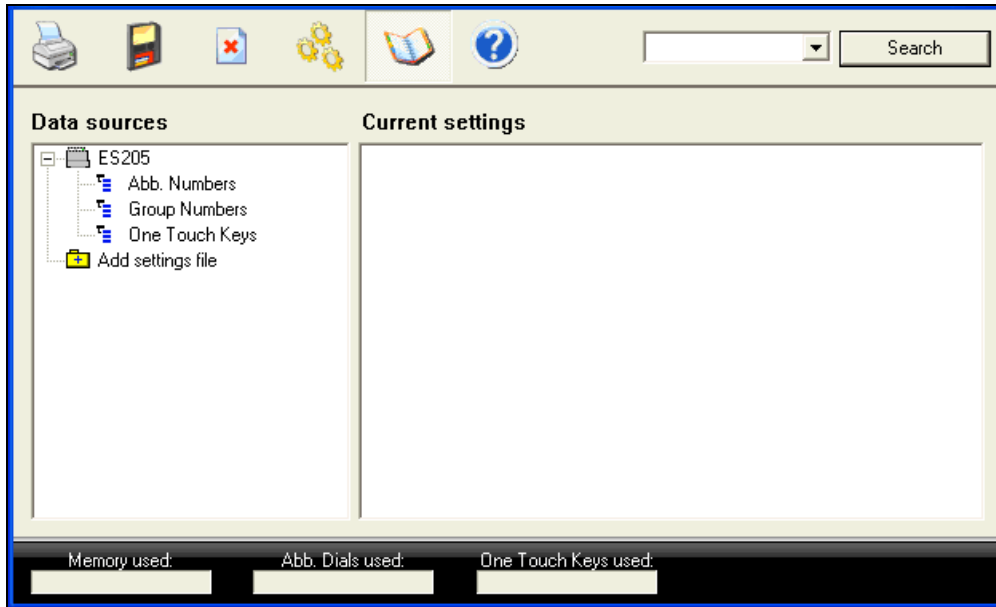 Search
Data sources
Current settings
ES205
Abb. Numbers
Group Numbers
One Touch Keys
Add settings file
Memory used:
Abb. Dials used:
One Touch Keys used: